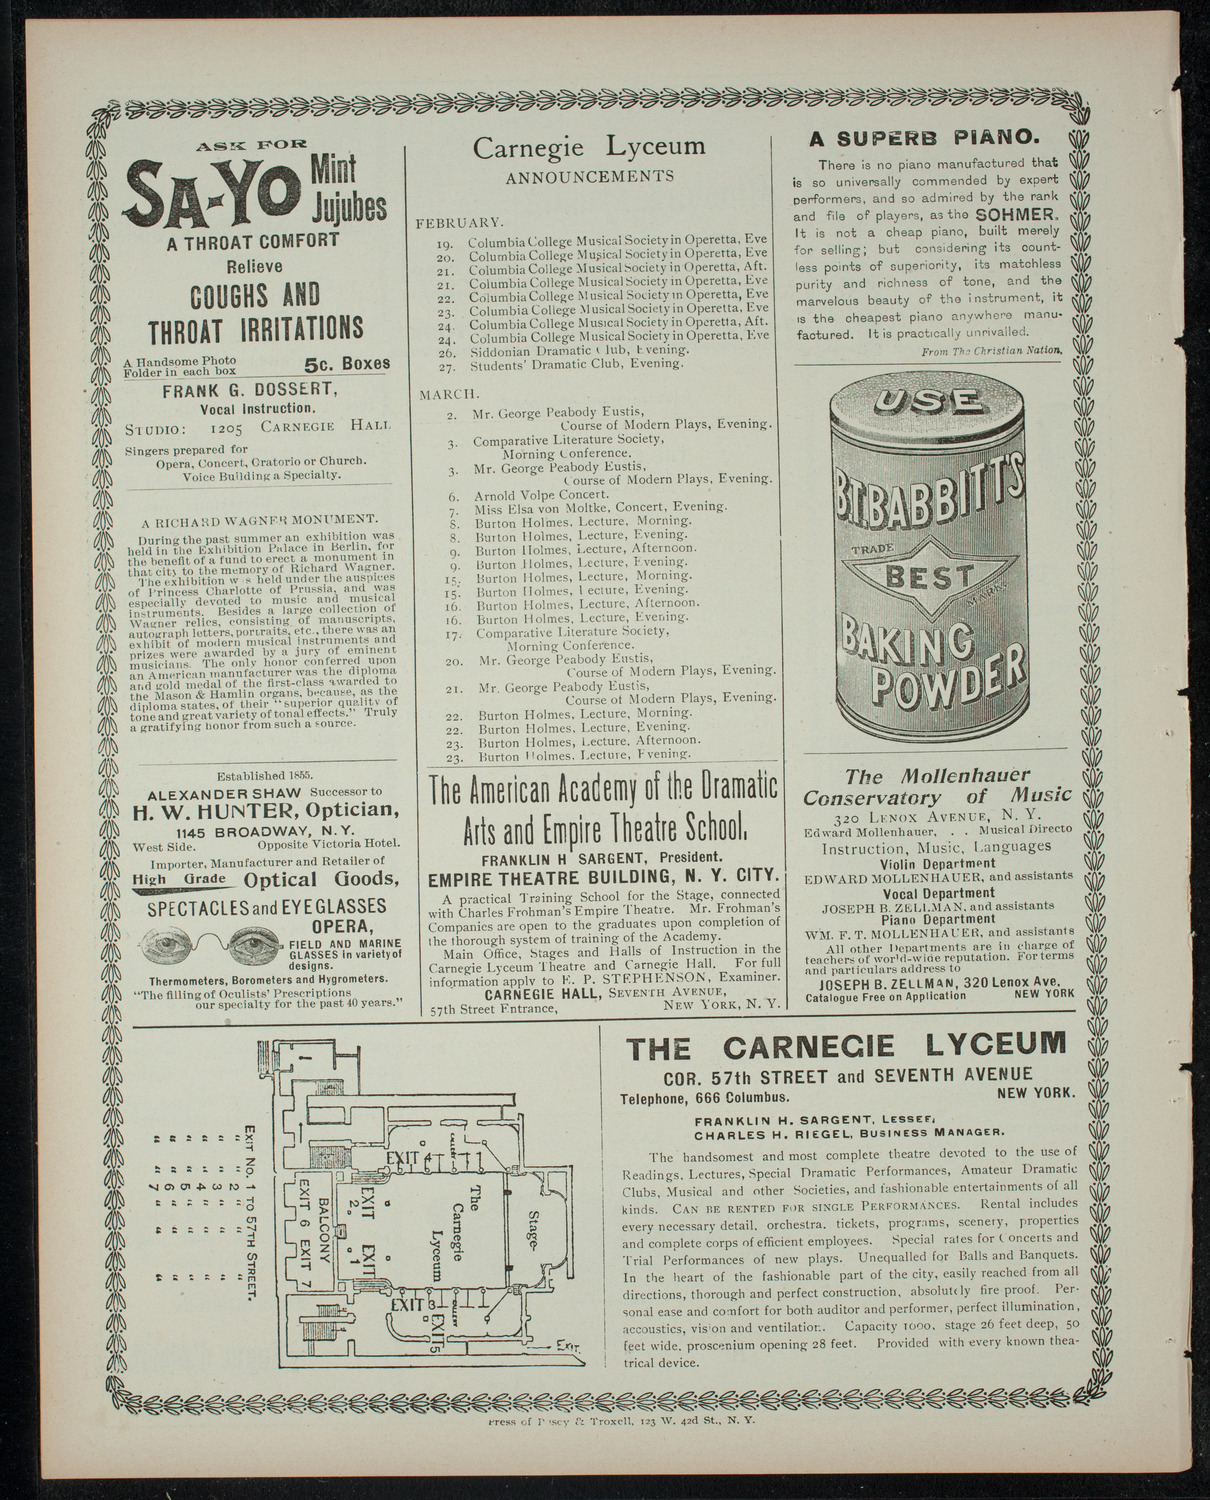 ASK FOR
SA-YO Mint
Jujubes
A THROAT COMFORT
Relieve
COUGHS AND
THROAT IRRITATIONS
A Handsome Photo
Folder in each box
5c. Boxes
FRANK G. DOSSERT,
Vocal Instruction.
STUDIO: 1205 CARNEGIE HALL
Singers prepared for
Opera, Concert, Oratorio or Church.
Voice Building a Specialty.
A RICHARD WAGNER MONUMENT.
During the past summer an exhibition was
held in the Exhibition Palace in Berlin, for
the benefit of a fund to erect a monument in
that city to the memory of Richard Wagner.
The exhibition w s held under the auspices
of Princess Charlotte of Prussia, and was
especially devoted to music and musical
instruments. Besides a large collection of
Wagner relics, consisting of manuscripts,
autograph letters, portraits, etc., there was an
exhibit of modern musical instruments and
prizes were awarded by a jury of eminent
musicians. The only honor conferred upon
an American manufacturer was the diploma
and gold medal of the first-class awarded to
the Mason & Hamlin organs, because, as the
diploma states, of their "superior quality of
tone and great variety of tonal effects." Truly
a gratifying honor from such a source.
Established 1855.
ALEXANDER SHAW Successor to
H. W. HUNTER, Optician,
1145 BROADWAY, N. Y.
West Side. Opposite Victoria Hotel.
Importer, Manufacturer and Retailer of
High Grade Optical Goods,
SPECTACLES and EYEGLASSES
OPERA,
FIELD AND MARINE
GLASSES in variety of
designs.
Thermometers, Borometers and Hygrometers.
"The filling of Oculists' Prescriptions
our specialty for the past 40 years."
Carnegie Lyceum
ANNOUNCEMENTS
FEBRUARY.
19. Columbia College Musical Society in Operetta, Eve
20. Columbia College Musical Society in Operetta, Eve
21. Columbia College Musical Society in Operetta, Aft.
21. Columbia College Musical Society in Operetta, Eve
22. Columbia College Musical Society in Operetta, Eve
23. Columbia College Musical Society in Operetta, Eve
24. Columbia College Musical Society in Operetta, Aft.
24. Columbia College Musical Society in Operetta, Eve
26. Siddonian Dramatic Club, Evening.
27. Students' Dramatic Club, Evening.
MARCH.
2. Mr. George Peabody Eustis,
Course of Modern Plays, Evening.
3. Comparative Literature Society,
Morning Conference.
3. Mr. George Peabody Eustis,
Course of Modern Plays, Evening.
6. Arnold Volpe Concert.
7. Miss Elsa von Moltke, Concert, Evening.
8. Burton Holmes, Lecture, Morning.
8. Burton Holmes, Lecture, Evening.
9. Burton Holmes, Lecture, Afternoon.
9. Burton Holmes, Lecture, Evening.
15. Burton Holmes, Lecture, Morning.
15. Burton Holmes, Lecture, Evening.
16. Burton Holmes, Lecture, Afternoon.
16. Burton Holmes, Lecture, Evening.
17. Comparative Literature Society,
Morning Conference.
20. Mr. George Peabody Eustis,
Course of Modern Plays, Evening.
21. Mr. George Peabody Eustis,
Course of Modern Plays, Evening.
22. Burton Holmes, Lecture, Morning.
22. Burton Holmes, Lecture, Evening.
23. Burton Holmes, Lecture, Afternoon.
23. Burton Holmes, Lecture, Evening.
The American Academy of the Dramatic
Arts and Empire Theatre School,
FRANKLIN H SARGENT, President.
EMPIRE THEATRE BUILDING, N. Y. CITY.
A practical Training School for the Stage, connected
with Charles Frohman's Empire Theatre. Mr. Frohman's
Companies are open to the graduates upon completion of
the thorough system of training of the Academy.
Main Office, Stages and Halls of Instruction in the
Carnegie Lyceum Theatre and Carnegie Hall. For full
information apply to E. P. STEPHENSON, Examiner.
CARNEGIE HALL, SEVENTH AVENUE,
57th Street Entrance, NEW YORK, N. Y.
A SUPERB PIANO.
There is no piano manufactured that
is so universally commended by expert
performers, and so admired by the rank
and file of players, as the SOHMER.
It is not a cheap piano, built merely
for selling; but considering its count-
less points of superiority, its matchless
purity and richness of tone, and the
marvelous beauty of the instrument, it
is the cheapest piano anywhere manu-
factured. It is practically unrivalled.
From The Christian Nation.
USE
B.T. BABBITT'S
TRADE
BEST
MARK
BAKING
POWDER
The Mollenhauer
Conservatory of Music
320 LENOX AVENUE, N. Y.
Edward Mollenhauer, . . Musical Directo
Instruction, Music, Languages
Violin Department
EDWARD MOLLENHAUER, and assistants
Vocal Department
JOSEPH B. ZELLMAN, and assistants
Piano Department
WM. F. T. MOLLENHAUER, and assistants
All other Departments are in charge of
teachers of world-wide reputation. For terms
and particulars address to
JOSEPH B. ZELLMAN, 320 Lenox Ave.
Catalogue Free on Application NEW YORK
EXIT NO. 1 TO 57TH STREET.
" " 2 " "
" " 3 " "
" " 4 " "
" " 5 " "
" " 6 " "
" " 7 " "
BALCONY
EXIT 6 EXIT 7
EXIT 2
EXIT 1
EXIT 4
GALLERY
The
Carnegie
Lyceum
Stage
EXIT 3
EXIT 5
GALLERY
EXIT.
THE CARNEGIE LYCEUM
COR. 57th STREET and SEVENTH AVENUE
Telephone, 666 Columbus. NEW YORK.
FRANKLIN H. SARGENT, LESSEE,
CHARLES H. RIEGEL, BUSINESS MANAGER.
The handsomest and most complete theatre devoted to the use of
Readings, Lectures, Special Dramatic Performances, Amateur Dramatic
Clubs, Musical and other Societies, and fashionable entertainments of all
kinds. CAN BE RENTED FOR SINGLE PERFORMANCES. Rental includes
every necessary detail, orchestra, tickets, programs, scenery, properties
and complete corps of efficient employees. Special rates for Concerts and
Trial Performances of new plays. Unequalled for Balls and Banquets.
In the heart of the fashionable part of the city, easily reached from all
directions, thorough and perfect construction, absolutely fire proof. Per-
sonal ease and comfort for both auditor and performer, perfect illumination,
accoustics, vision and ventilation. Capacity 1000, stage 26 feet deep, 50
feet wide, proscenium opening 28 feet. Provided with every known thea-
trical device.
Press of & Troxell, 123 W. 42d St., N. Y.